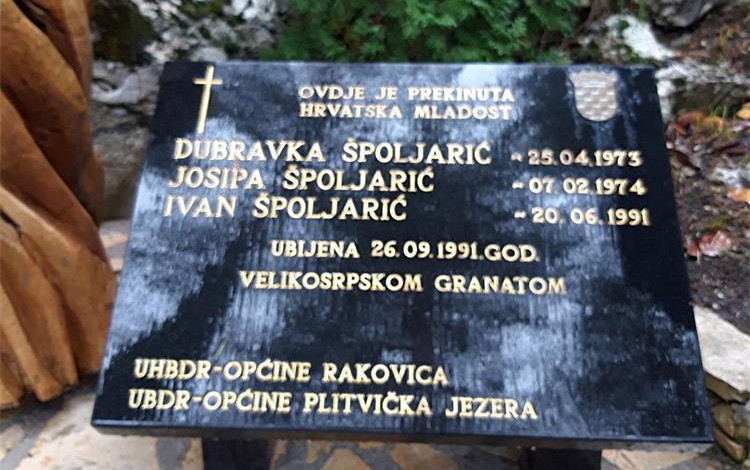 OVDJE JE PREKINUTA
HRVATSKA MLADOST
DUBRAVKA ŠPOLJARIĆ ~ 25.04.1973
JOSIPA ŠPOLJARIĆ ~ 07.02.1974
IVAN ŠPOLJARIĆ ~ 20.06.1991
UBIJENA 26.09.1991.GOD.
VELIKOSRPSKOM GRANATOM
UHBDR-OPĆINE RAKOVICA
UBDR-OPĆINE PLITVIČKA JEZERA